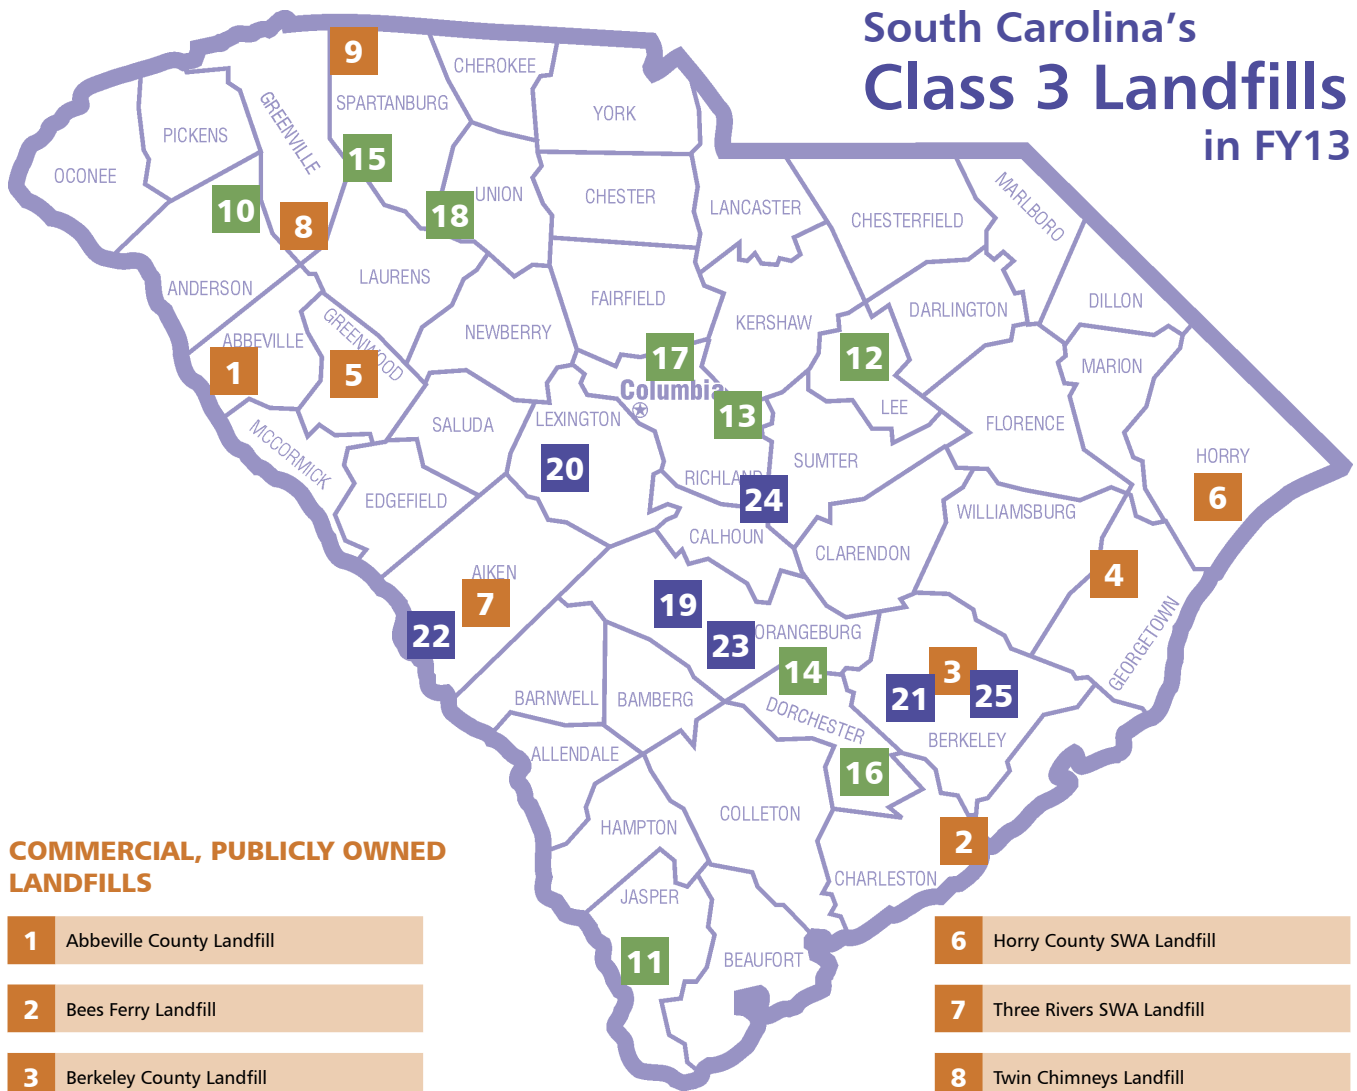 South Carolina's
Class 3 Landfills
in FY13
9
CHEROKEE
SPARTANBURG
GREENVILLE
YORK
PICKENS
15
OCONEE
MARLBORO
10
18
UNION
CHESTER
LANCASTER
CHESTERFIELD
8
ANDERSON
LAURENS
FAIRFIELD
DILLON
DARLINGTON
KERSHAW
NEWBERRY
ABBEVILLE
GREENWOOD
17
12
MARION
1
5
Columbia
13
LEE
LEXINGTON
SALUDA
FLORENCE
MCCORMICK
HORRY
20
SUMTER
RICHLAND
24
6
EDGEFIELD
WILLIAMSBURG
CALHOUN
CLARENDON
AIKEN
4
7
19
22
23
ORANGEBURG
GEORGETOWN
14
3
21
25
BARNWELL
BAMBERG
DORCHESTER
BERKELEY
ALLENDALE
16
COLLETON
HAMPTON
2
CHARLESTON
JASPER
11
BEAUFORT
COMMERCIAL, PUBLICLY OWNED
LANDFILLS
1 Abbeville County Landfill
2 Bees Ferry Landfill
3 Berkeley County Landfill
6 Horry County SWA Landfill
7 Three Rivers SWA Landfill
8 Twin Chimneys Landfill